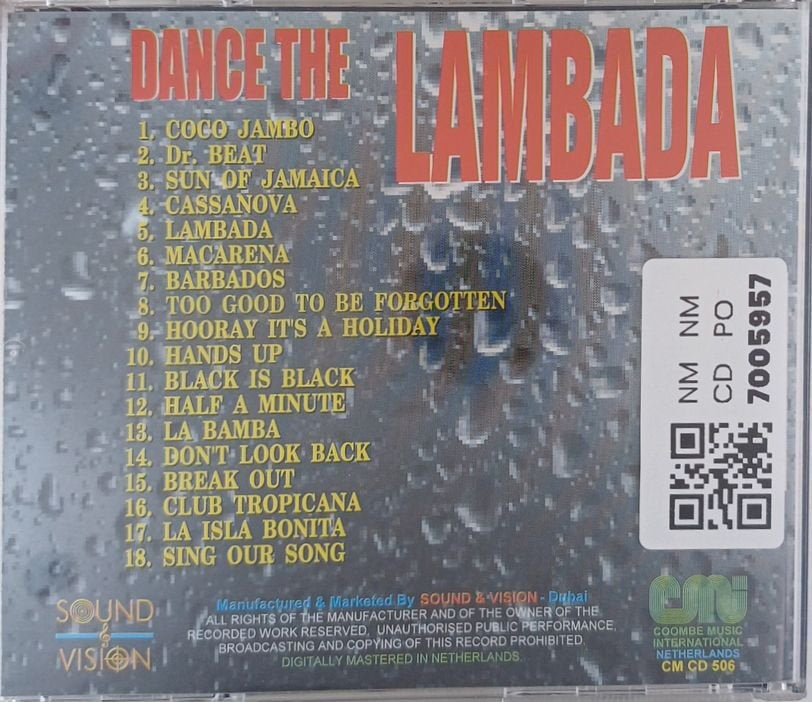 DANCE THE LAMBADA
1. COCO JAMBO
2. Dr. BEAT
3. SUN OF JAMAICA
4. CASSANOVA
5. LAMBADA
6. MACARENA
7. BARBADOS
8. TOO GOOD TO BE FORGOTTEN
9. HOORAY IT'S A HOLIDAY
10. HANDS UP
11. BLACK IS BLACK
12. HALF A MINUTE
13. LA BAMBA
14. DON'T LOOK BACK
15. BREAK OUT
16. CLUB TROPICANA
17. LA ISLA BONITA
18. SING OUR SONG
NM NM
CD PO
7005957
SOUND
&
VISION
Manufactured & Marketed By SOUND & VISION - Dubai
ALL RIGHTS OF THE MANUFACTURER AND OF THE OWNER OF THE
RECORDED WORK RESERVED, UNAUTHORISED PUBLIC PERFORMANCE,
BROADCASTING AND COPYING OF THIS RECORD PROHIBITED.
DIGITALLY MASTERED IN NETHERLANDS.
cmi
COOMBE MUSIC
INTERNATIONAL
NETHERLANDS
CM CD 506